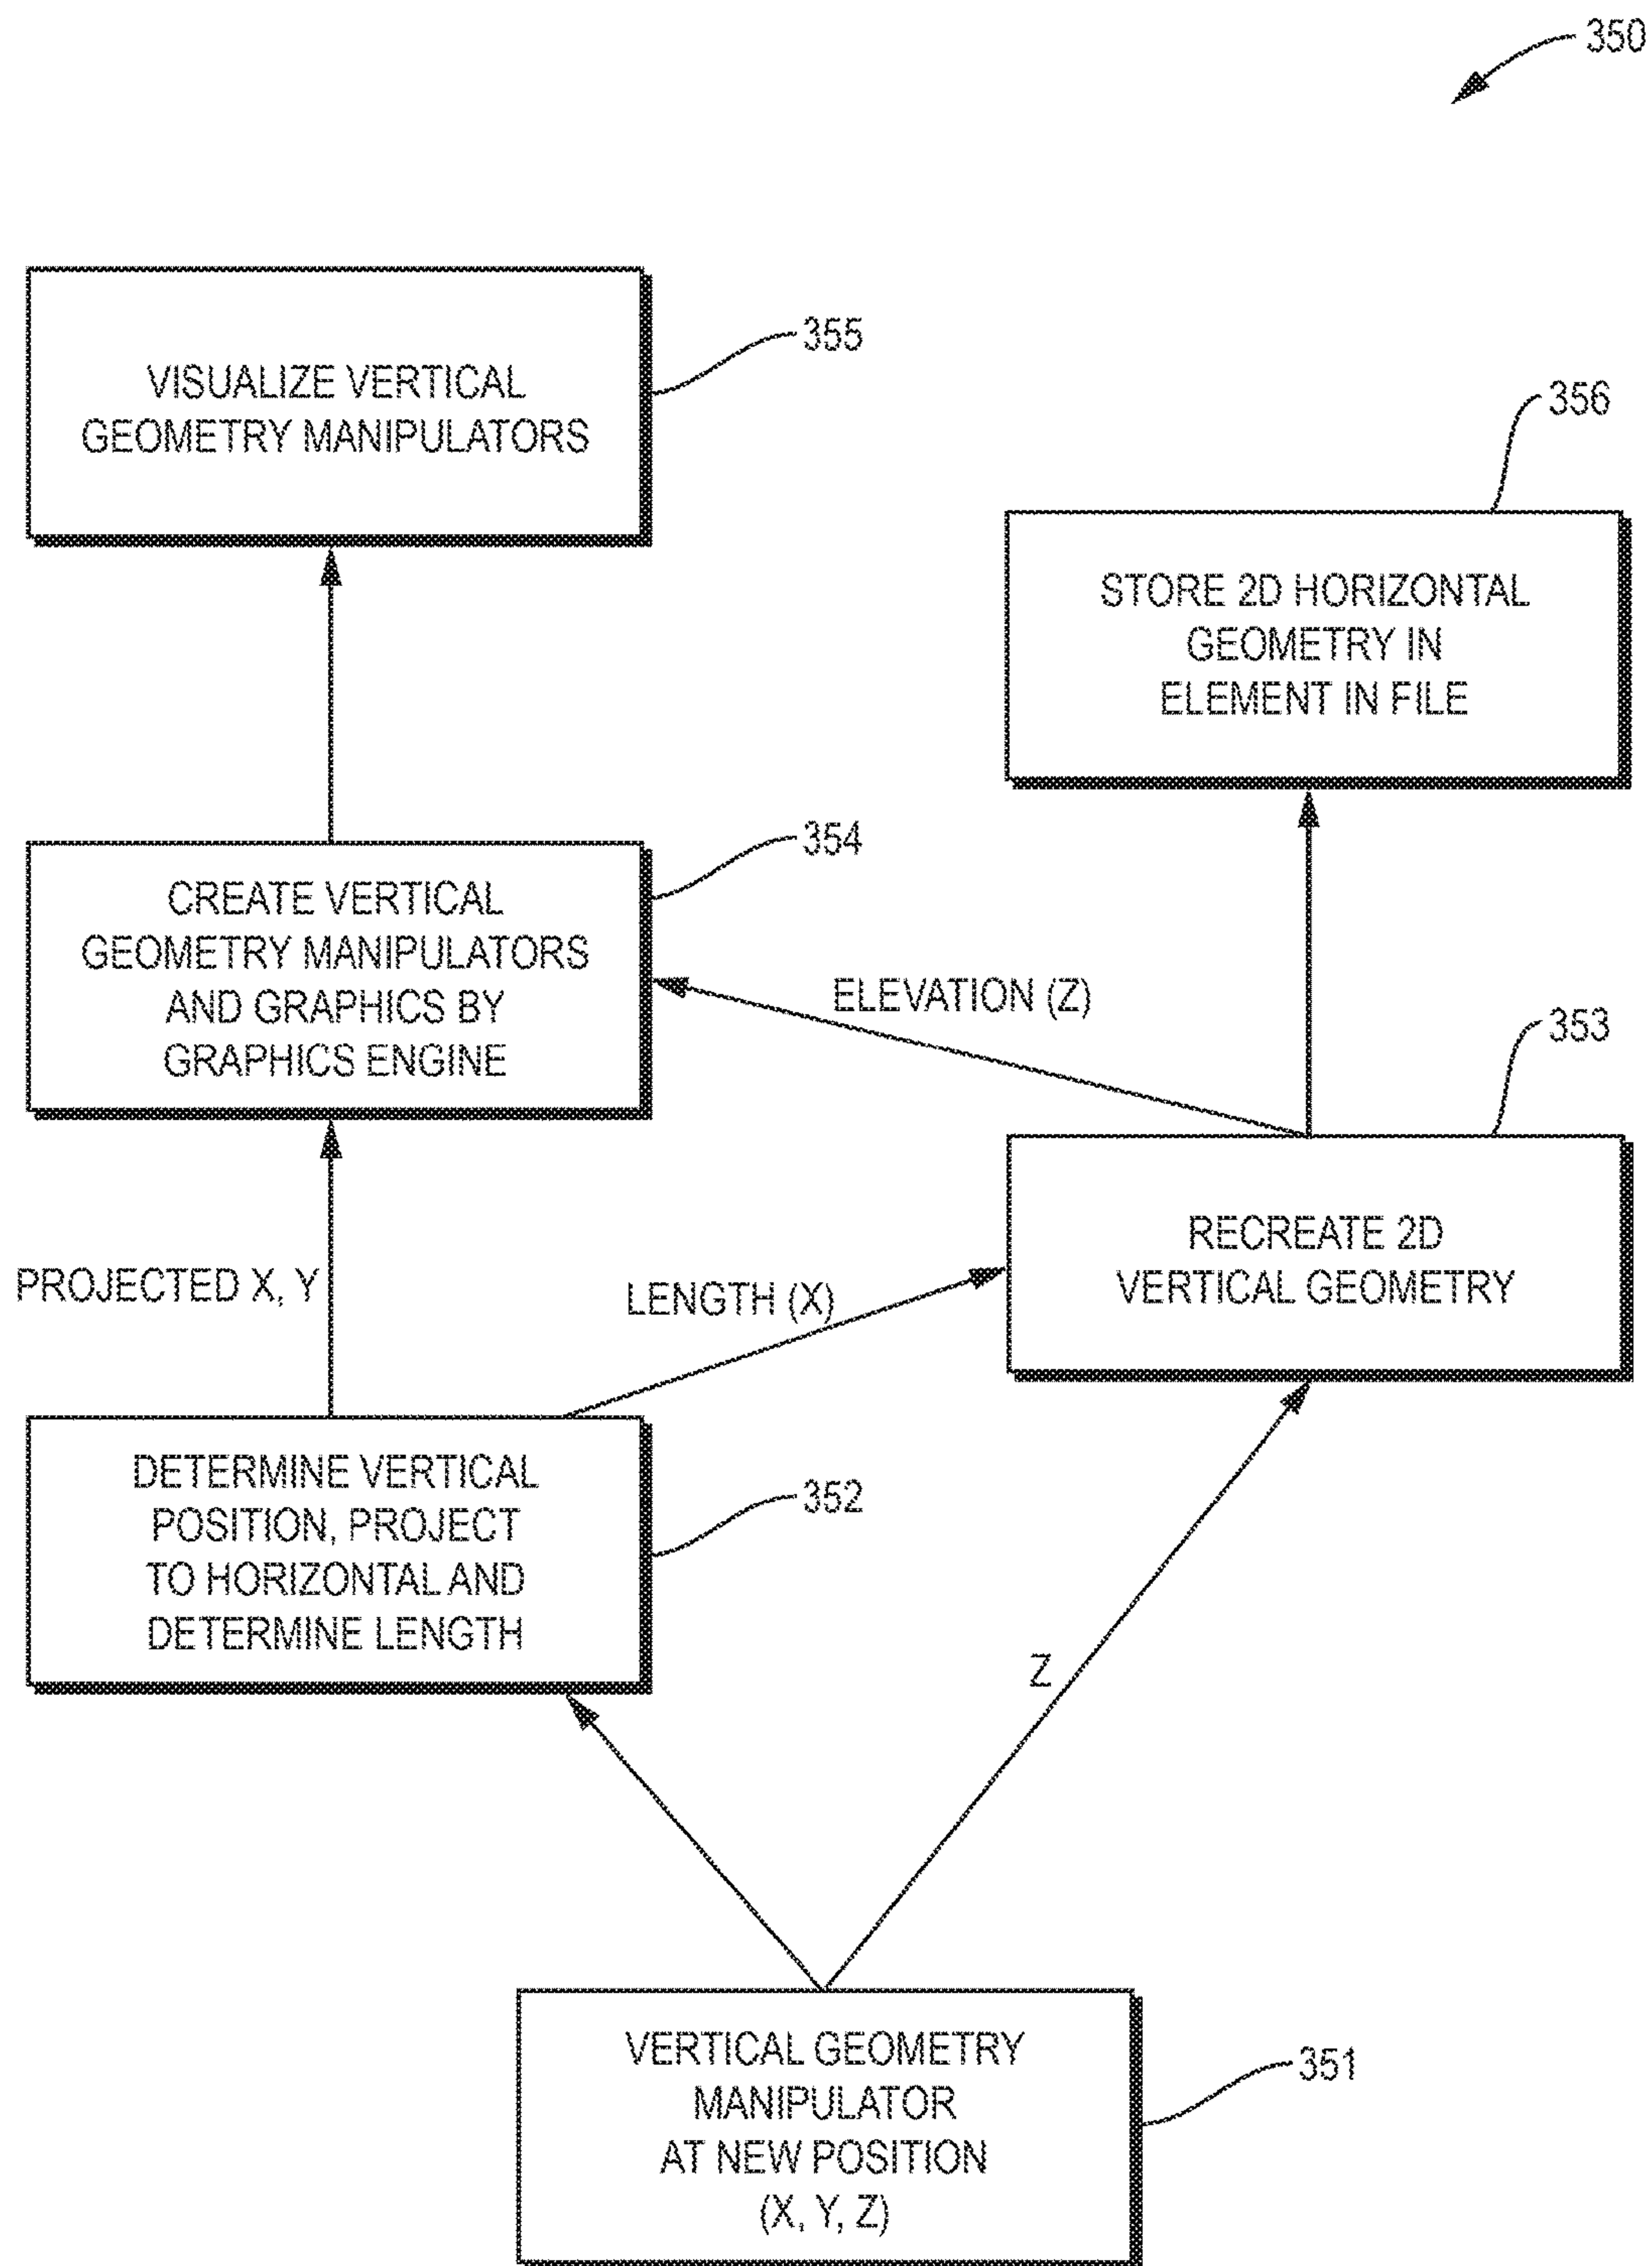 350
355
VISUALIZE VERTICAL
GEOMETRY MANIPULATORS
356
STORE 2D HORIZONTAL
GEOMETRY IN
ELEMENT IN FILE
354
CREATE VERTICAL
GEOMETRY MANIPULATORS
AND GRAPHICS BY
GRAPHICS ENGINE
ELEVATION (Z)
353
RECREATE 2D
VERTICAL GEOMETRY
PROJECTED X, Y
LENGTH (X)
DETERMINE VERTICAL
POSITION, PROJECT
TO HORIZONTAL AND
DETERMINE LENGTH
352
Z
VERTICAL GEOMETRY
MANIPULATOR
AT NEW POSITION
(X, Y, Z)
351